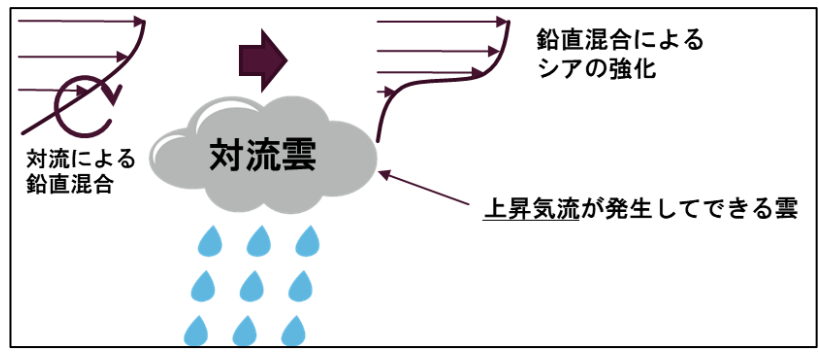 鉛直混合による
シアの強化
対流による
鉛直混合
対流雲
上昇気流が発生してできる雲